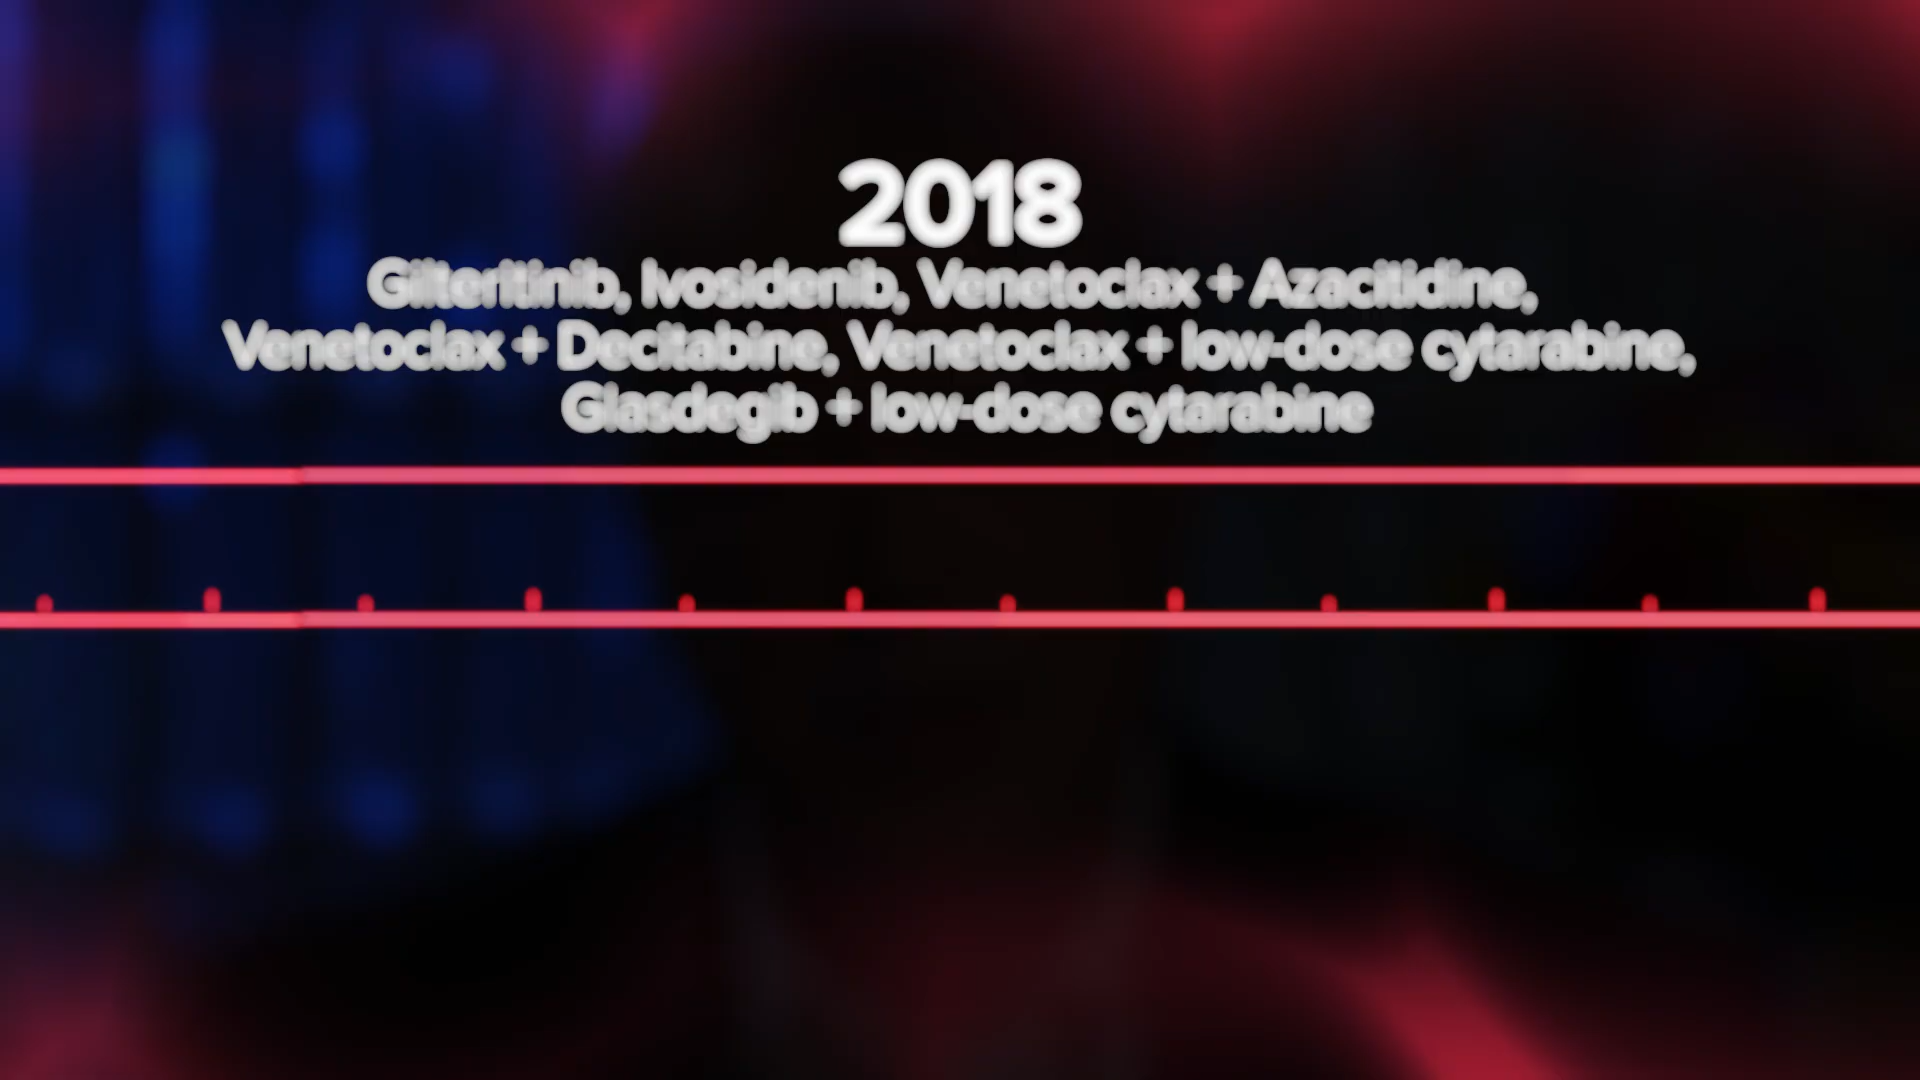 2018
Gilteritinib, Ivosidenib, Venetoclax + Azacitidine,
Venetoclax + Decitabine, Venetoclax + low-dose cytarabine,
Glasdegib + low-dose cytarabine